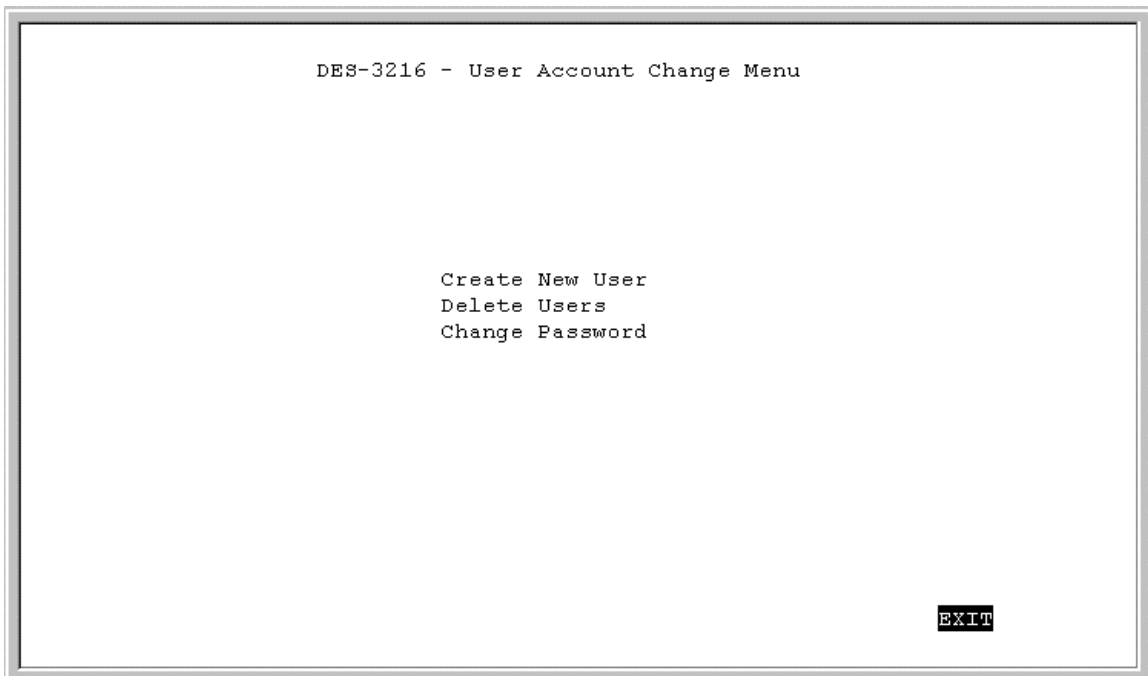 DES-3216 - User Account Change Menu
Create New User
Delete Users
Change Password
EXIT